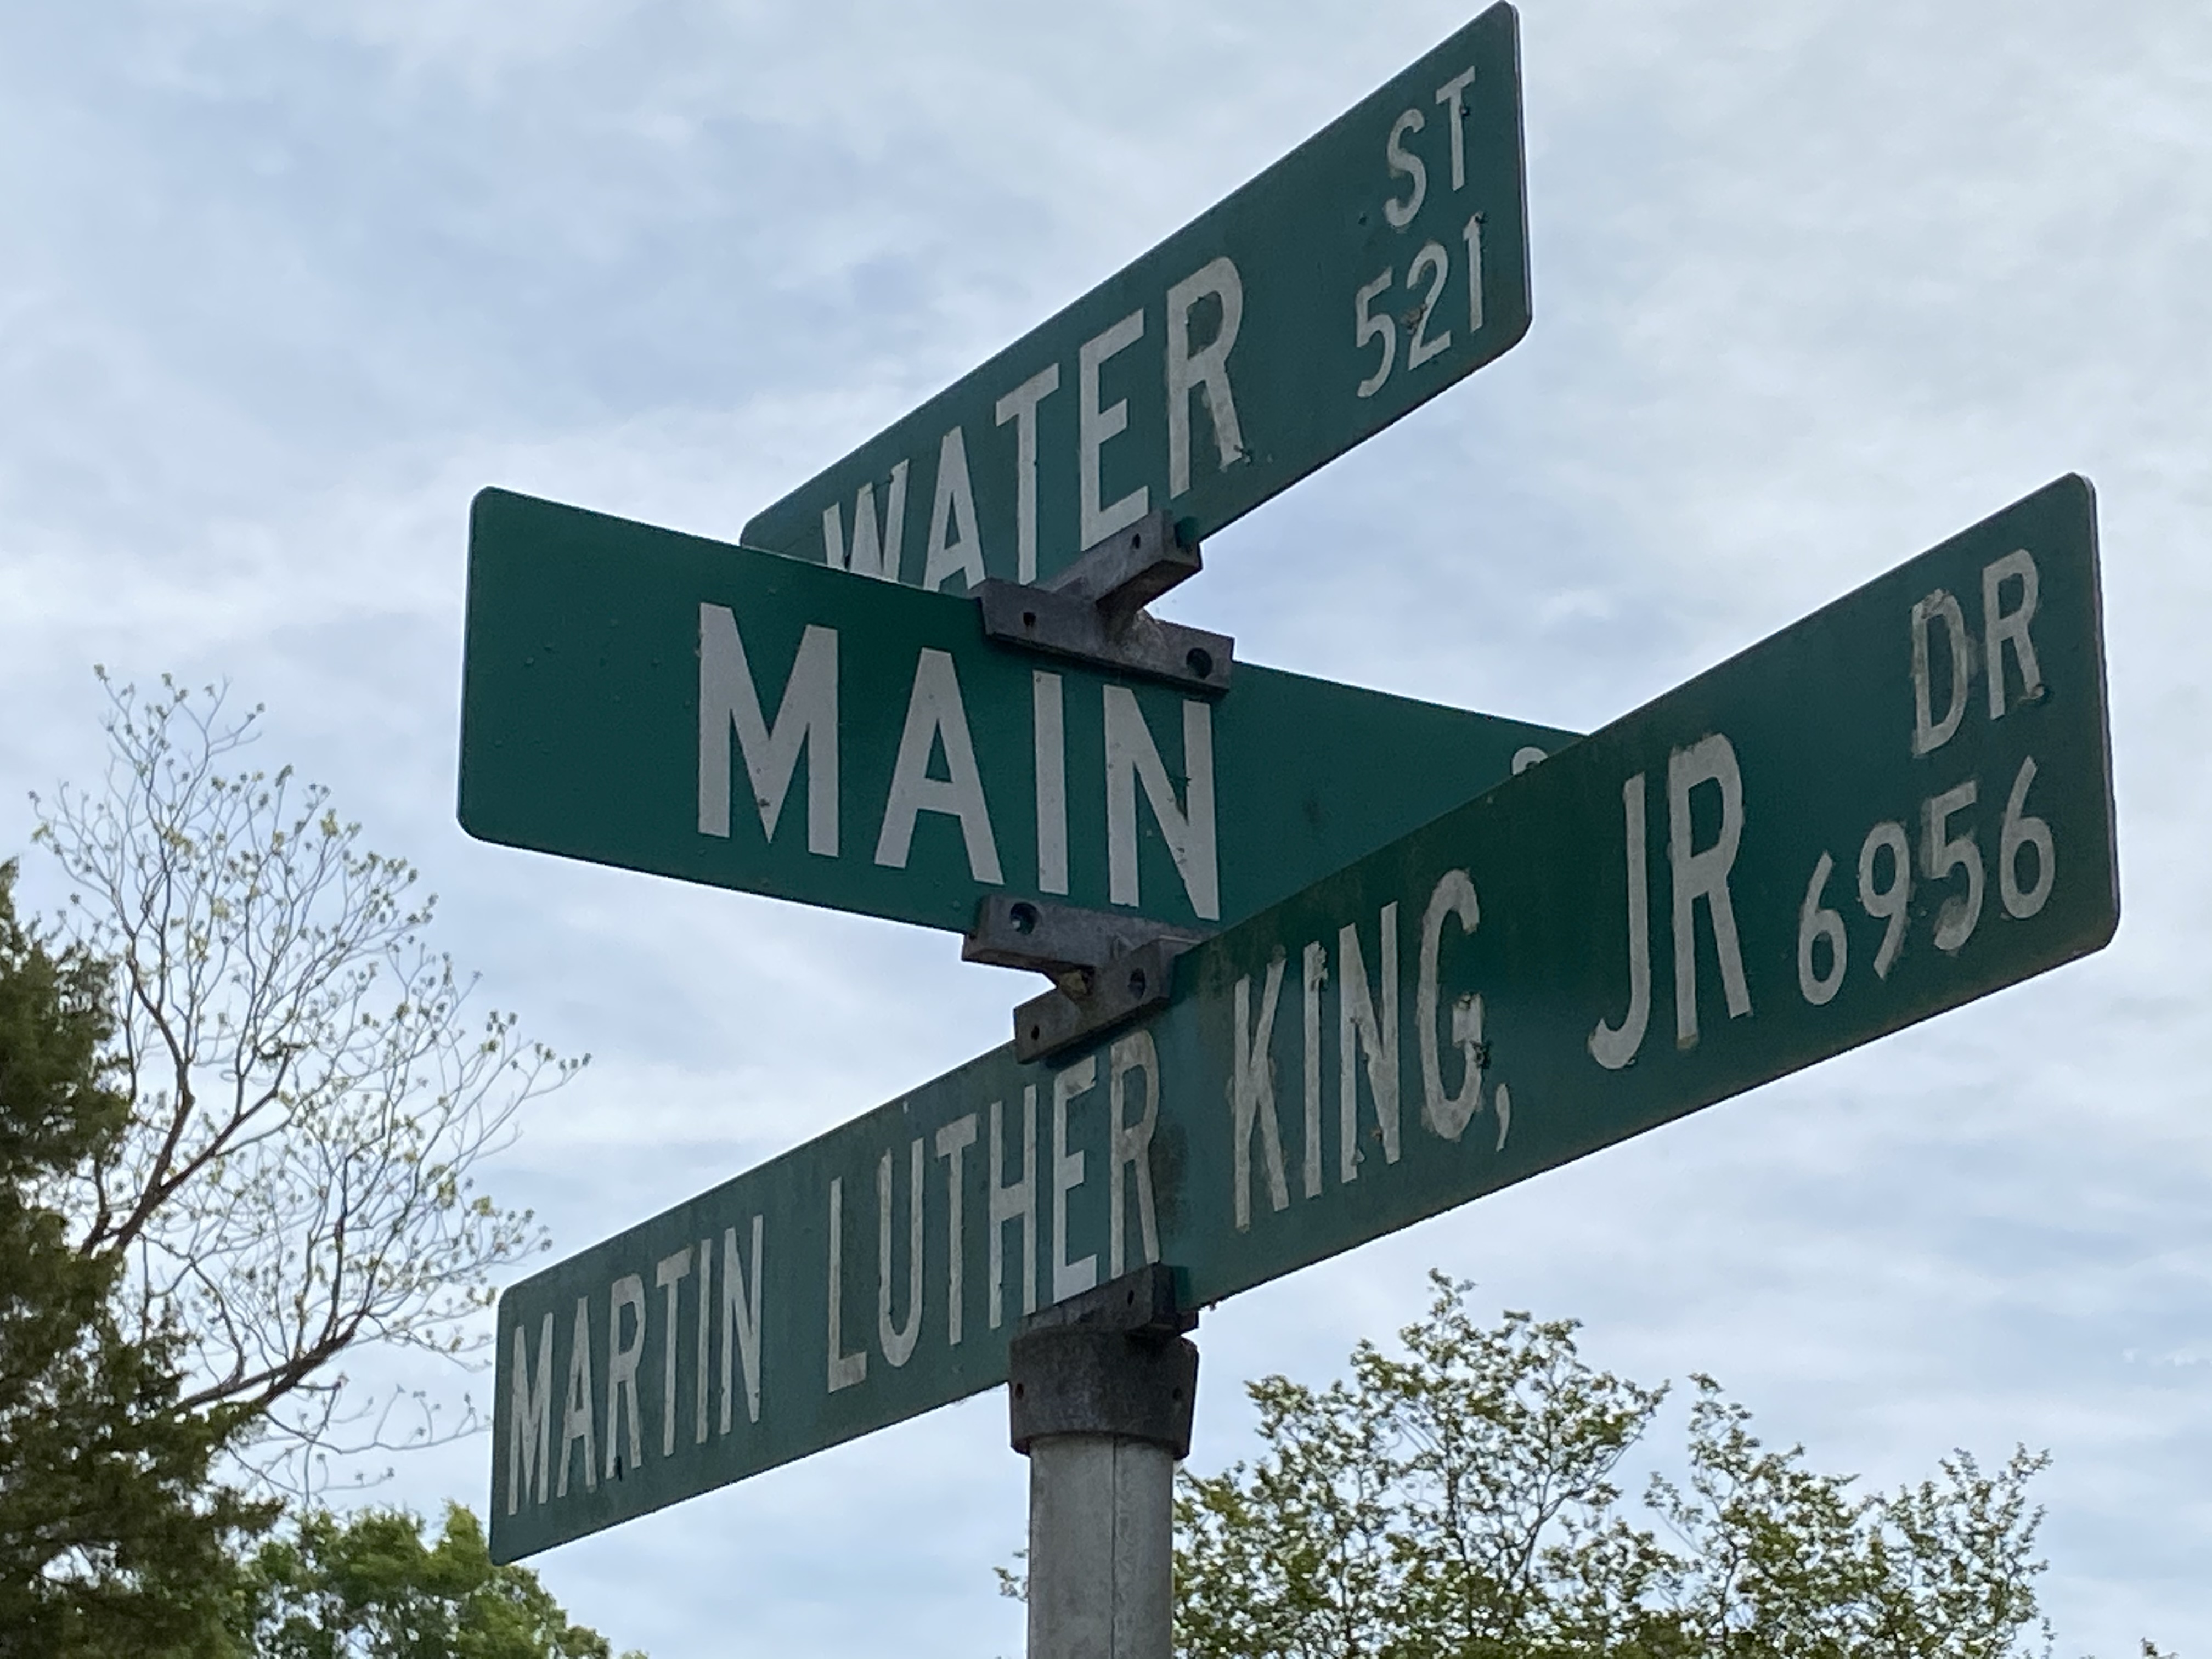 WATER ST
521
MAIN
MARTIN LUTHER KING, JR DR
6956